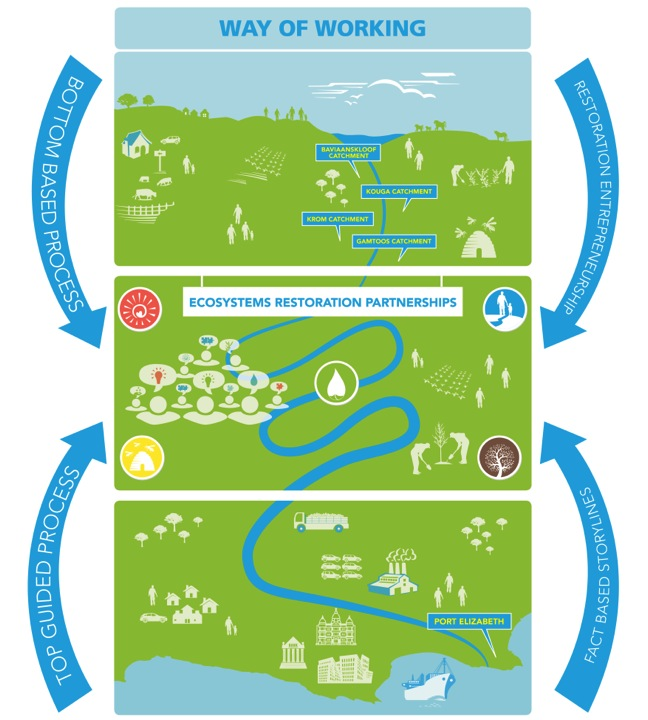 WAY OF WORKING
BOTTOM BASED PROCESS
RESTORATION ENTREPRENEURSHIP
BAVIAANSKLOOF
CATCHMENT
KOUGA CATCHMENT
KROM CATCHMENT
GAMTOOS CATCHMENT
ECOSYSTEMS RESTORATION PARTNERSHIPS
TOP GUIDED PROCESS
FACT BASED STORYLINES
PORT ELIZABETH